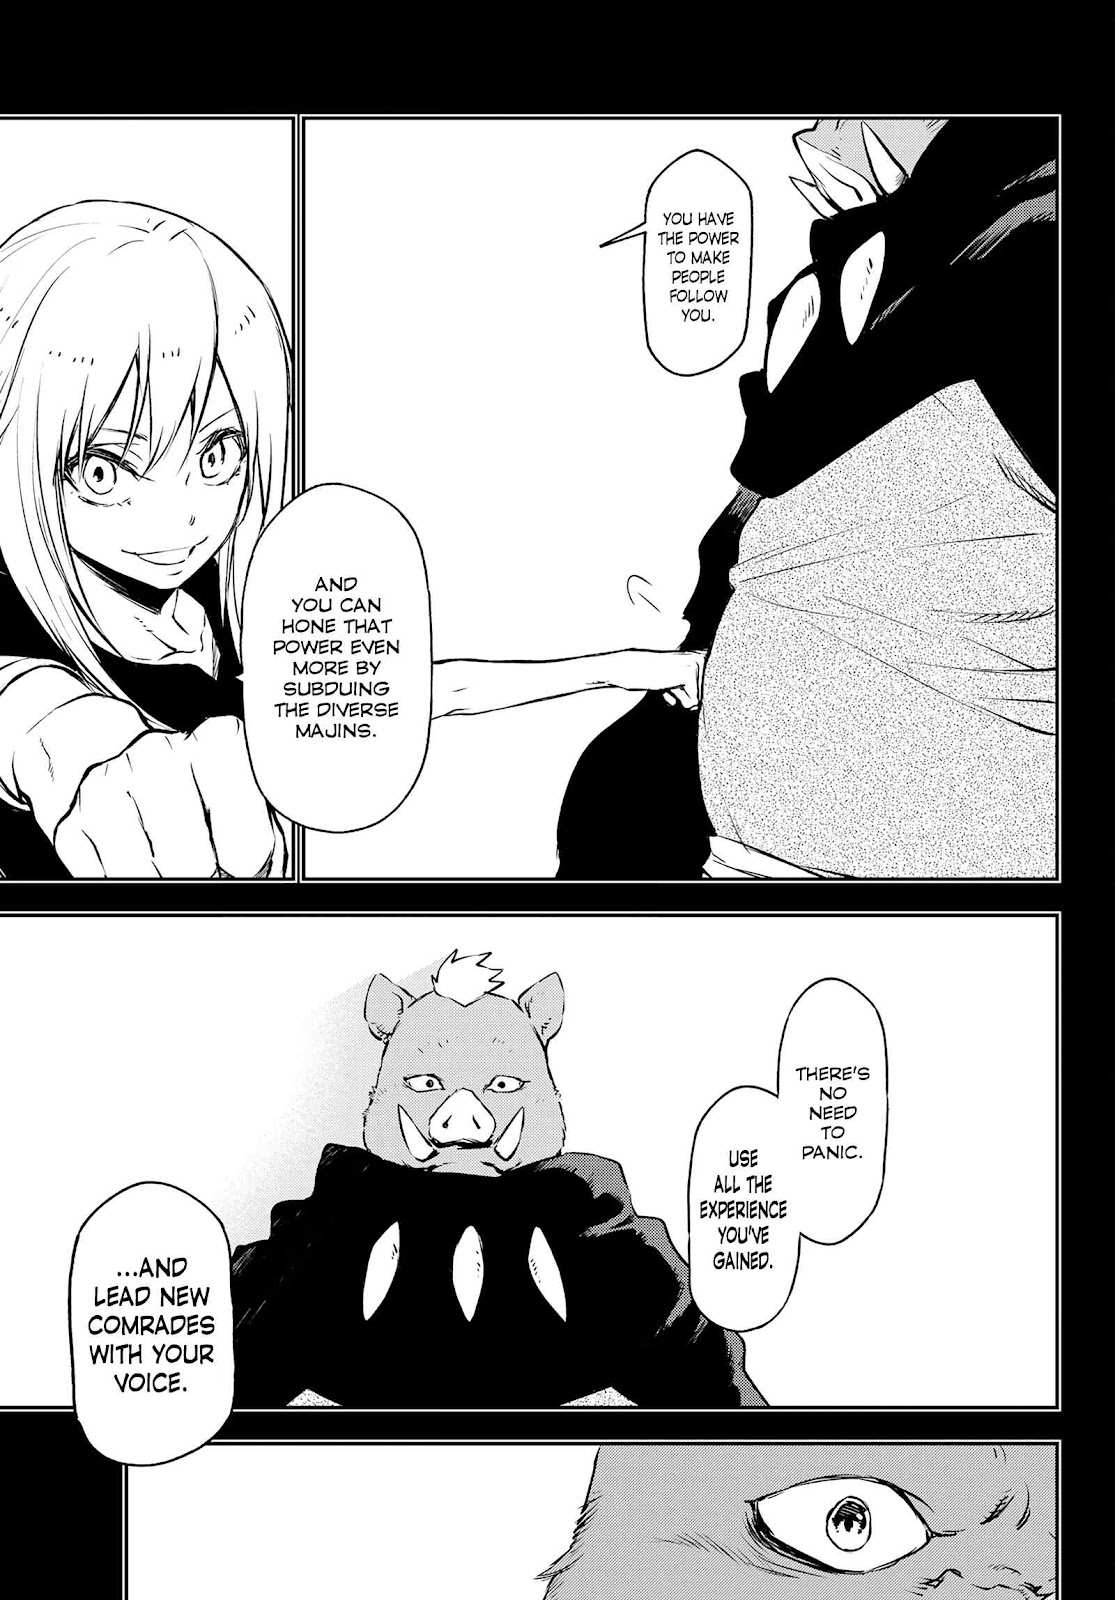 YOU HAVE
THE POWER
TO MAKE
PEOPLE
FOLLOW
YOU.
AND
YOU CAN
HONE THAT
POWER EVEN
MORE BY
SUBDUING
THE DIVERSE
MAJINS.
THERE'S
NO
NEED
TO
PANIC.
USE
ALL THE
EXPERIENCE
YOU'VE
GAINED.
...AND
LEAD NEW
COMRADES
WITH YOUR
VOICE.